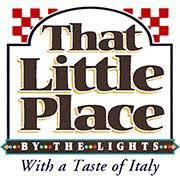 That
Little
Place
BY·THE·LIGHTS
With a Taste of Italy